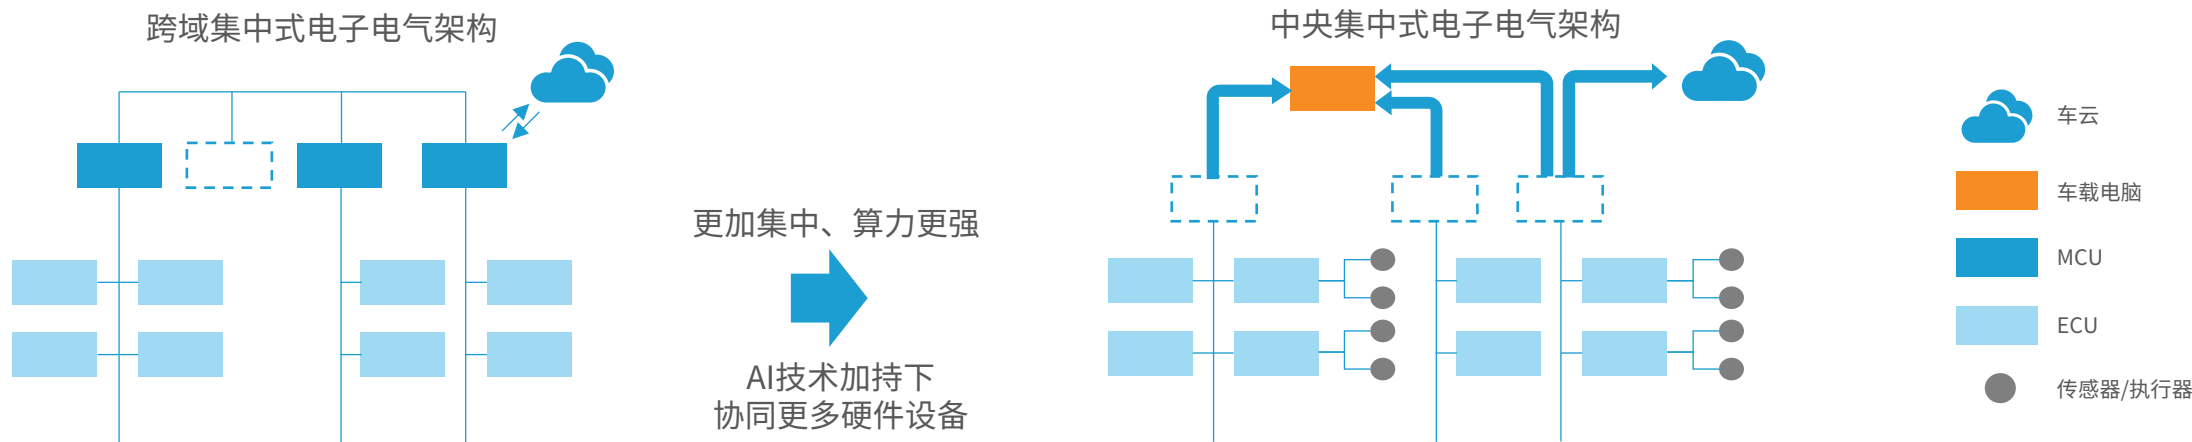 跨域集中式电子电气架构
中央集中式电子电气架构
更加集中、算力更强
AI技术加持下
协同更多硬件设备
车云
车载电脑
MCU
ECU
传感器/执行器